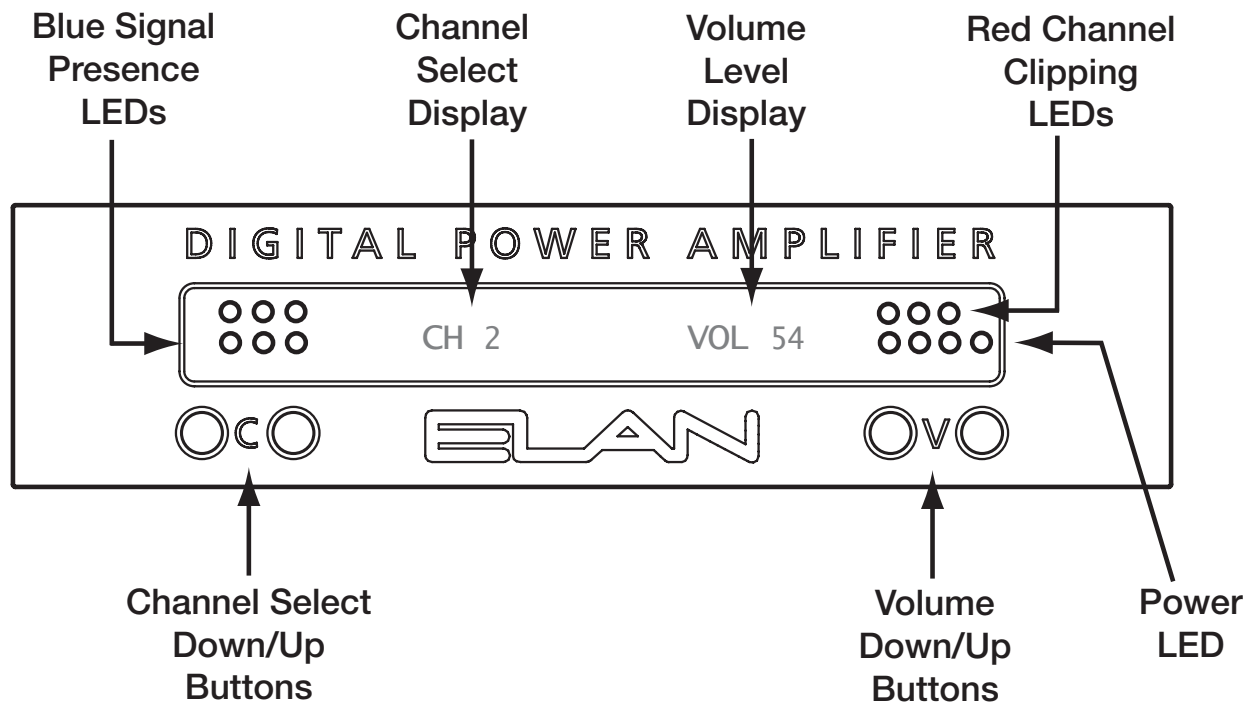 Blue Signal
Presence
LEDs
Channel
Select
Display
Volume
Level
Display
Red Channel
Clipping
LEDs
DIGITAL POWER AMPLIFIER
CH 2
VOL 54
C
ELAN
V
Channel Select
Down/Up
Buttons
Volume
Down/Up
Buttons
Power
LED